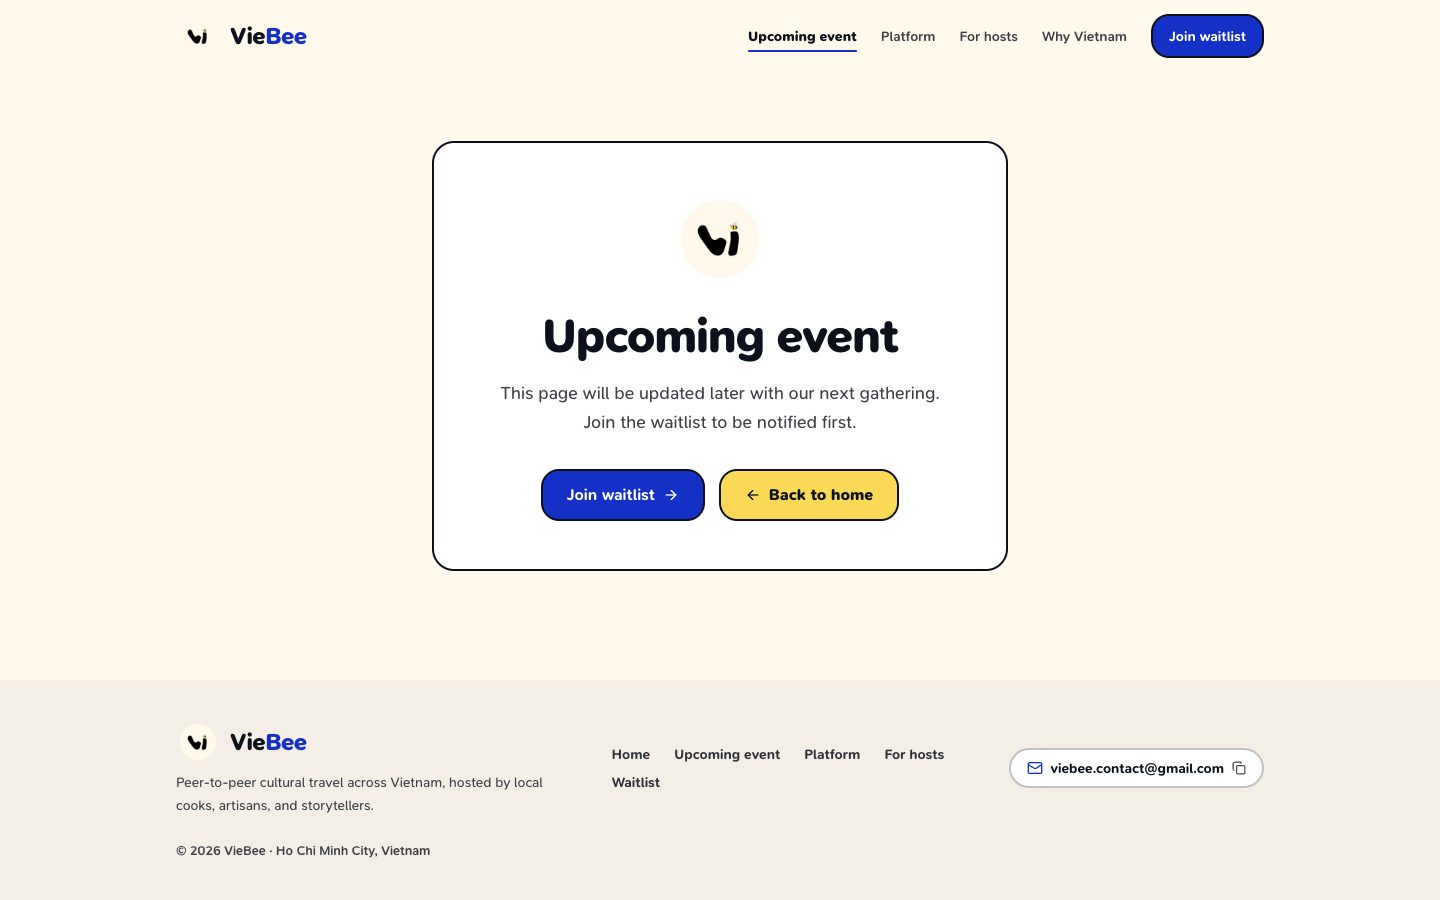 VieBee
Upcoming event
Platform
For hosts
Why Vietnam
Join waitlist
Vi
Upcoming event
This page will be updated later with our next gathering.
Join the waitlist to be notified first.
Join waitlist →
← Back to home
VieBee
Peer-to-peer cultural travel across Vietnam, hosted by local
cooks, artisans, and storytellers.
© 2026 VieBee · Ho Chi Minh City, Vietnam
Home
Upcoming event
Platform
For hosts
Waitlist
viebee.contact@gmail.com